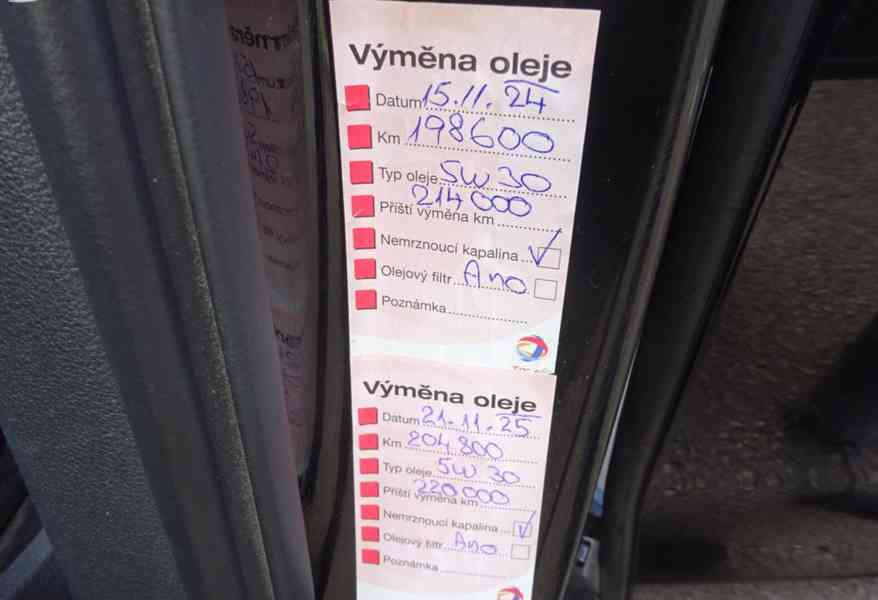 Výměna oleje
Datum 15.11.24
Km 198600
Typ oleje 5W30
Příští výměna km 214000
Nemrznoucí kapalina
Olejový filtr Ano
Poznámka
Výměna oleje
Datum 21.11.25
Km 204800
Typ oleje 5W30
Příští výměna km 220000
Nemrznoucí kapalina
Olejový filtr Ano
Poznámka